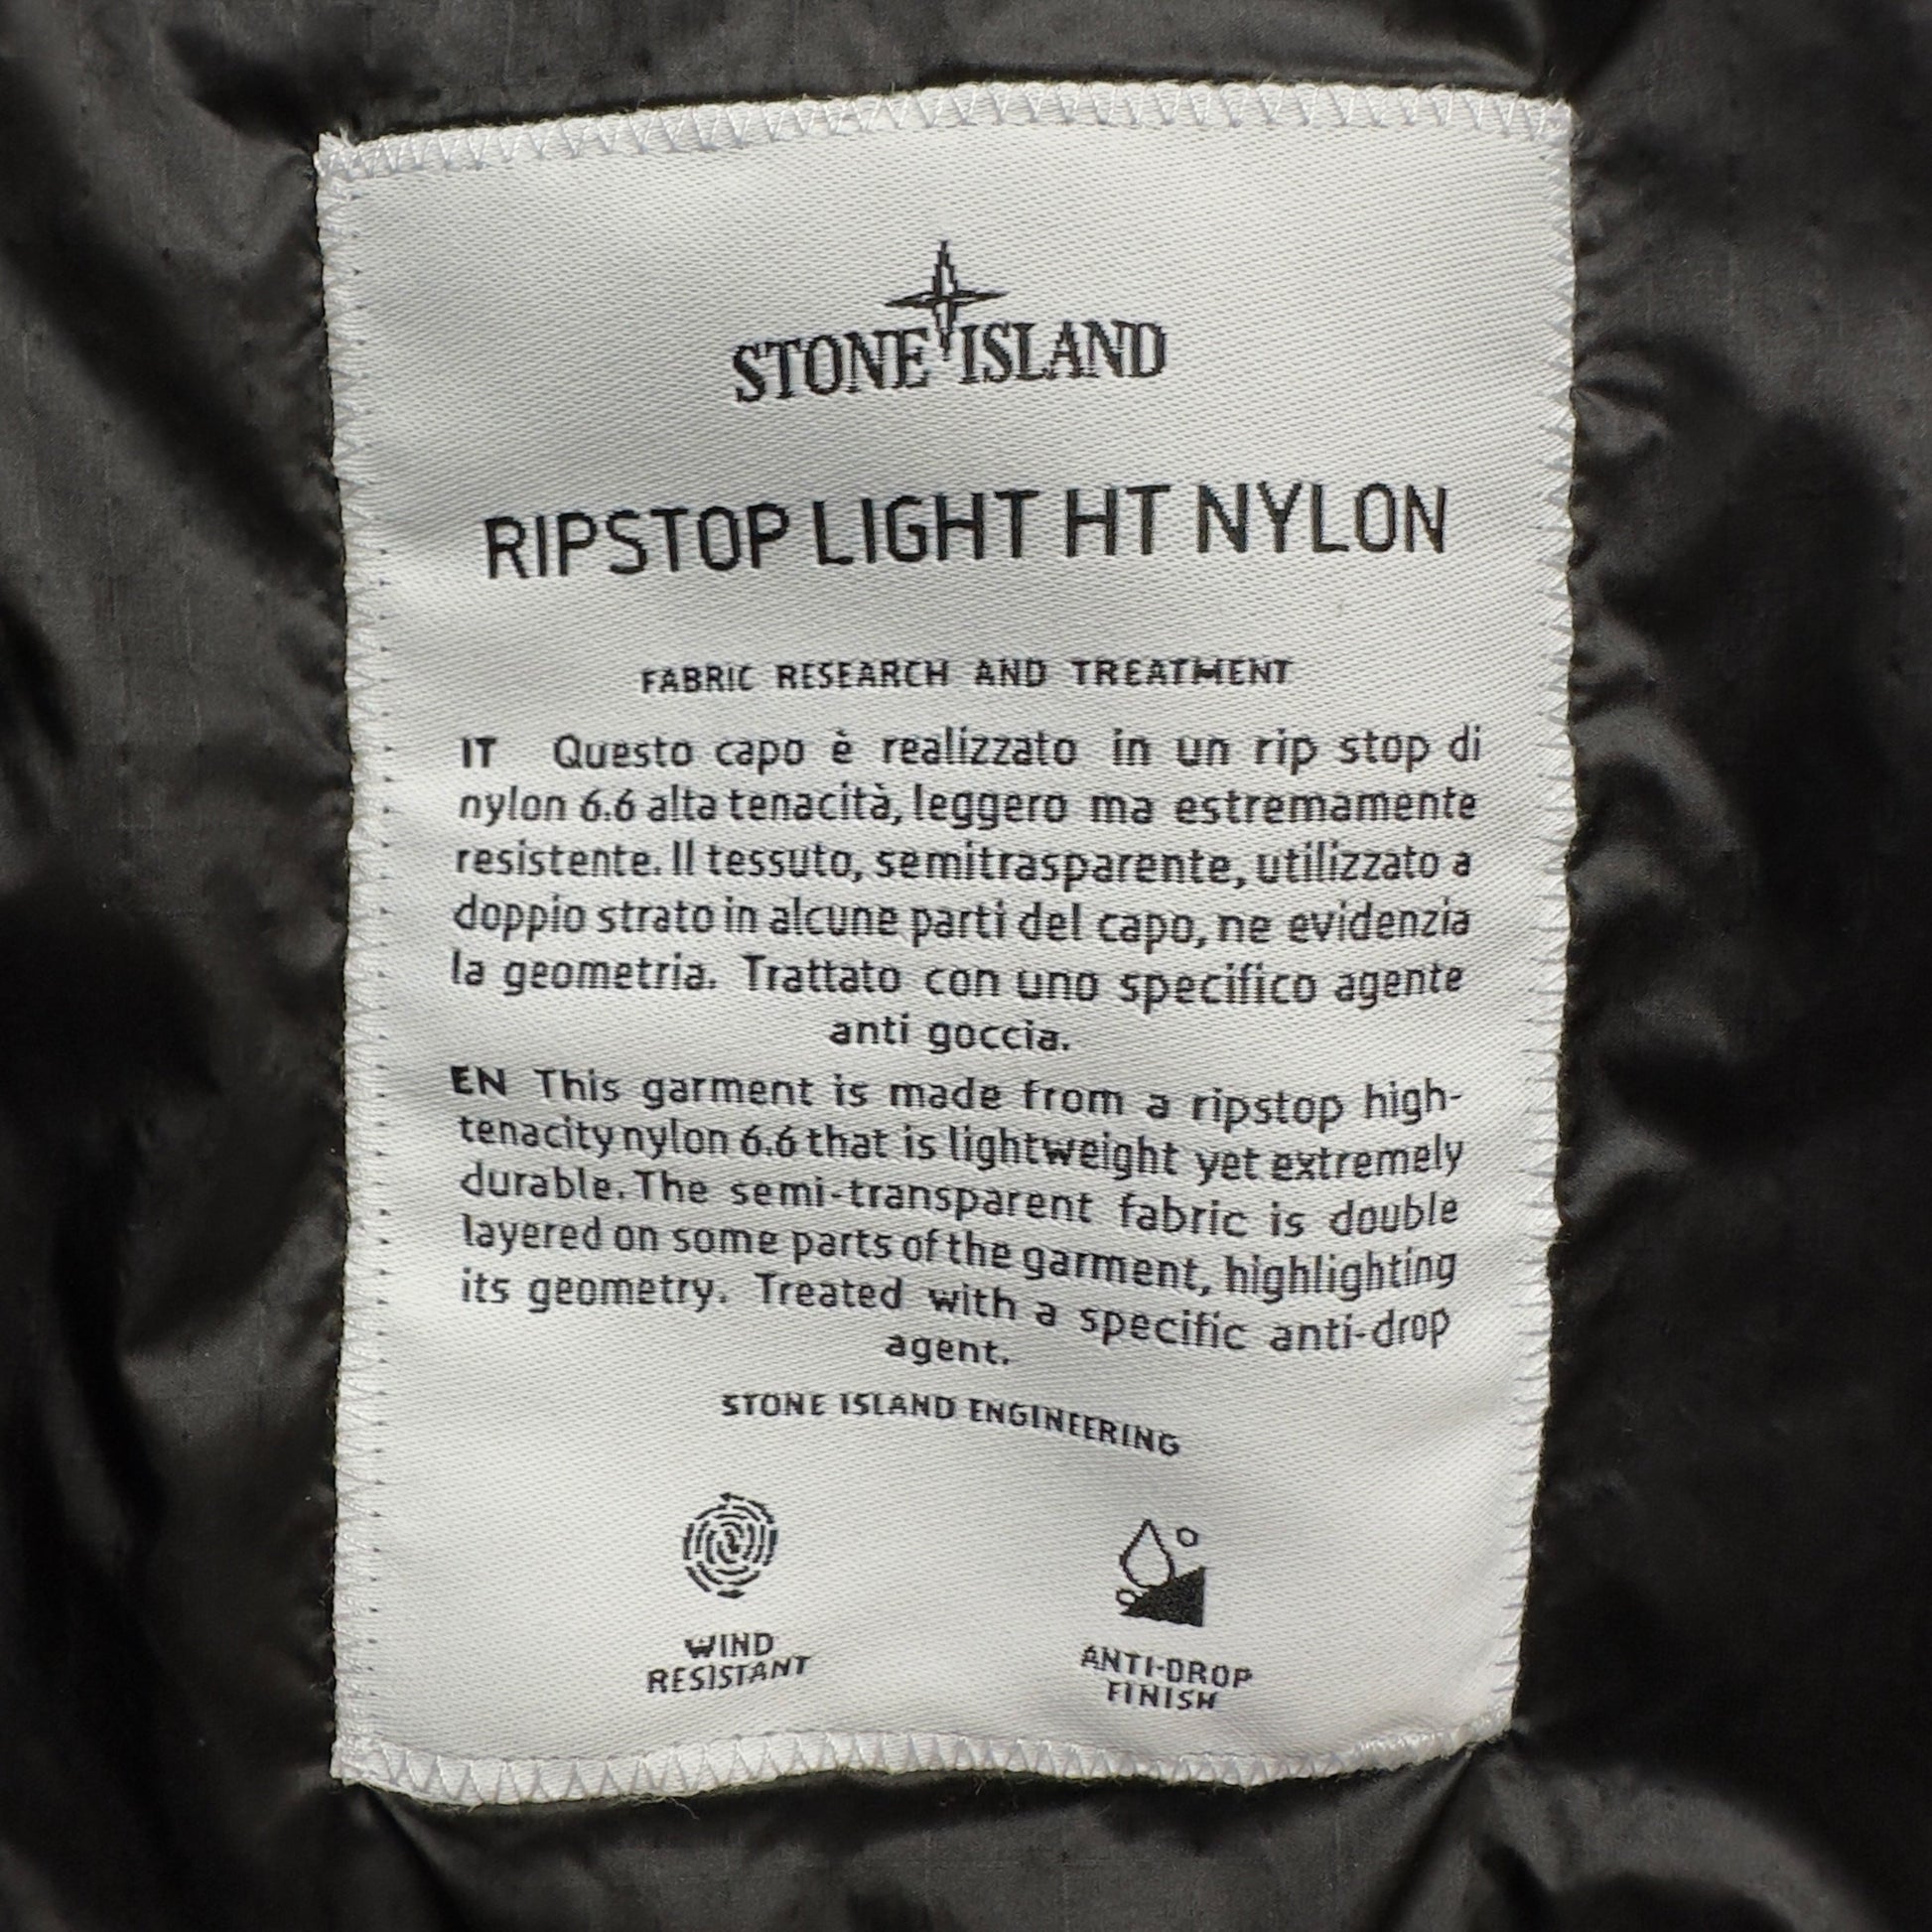 STONE ISLAND
RIPSTOP LIGHT HT NYLON
FABRIC RESEARCH AND TREATMENT
IT Questo capo è realizzato in un rip stop di
nylon 6.6 alta tenacità, leggero ma estremamente
resistente. Il tessuto, semitrasparente, utilizzato a
doppio strato in alcune parti del capo, ne evidenzia
la geometria. Trattato con uno specifico agente
anti goccia.
EN This garment is made from a ripstop high-
tenacity nylon 6.6 that is lightweight yet extremely
durable. The semi-transparent fabric is double
layered on some parts of the garment, highlighting
its geometry. Treated with a specific anti-drop
agent.
STONE ISLAND ENGINEERING
WIND
RESISTANT
ANTI-DROP
FINISH